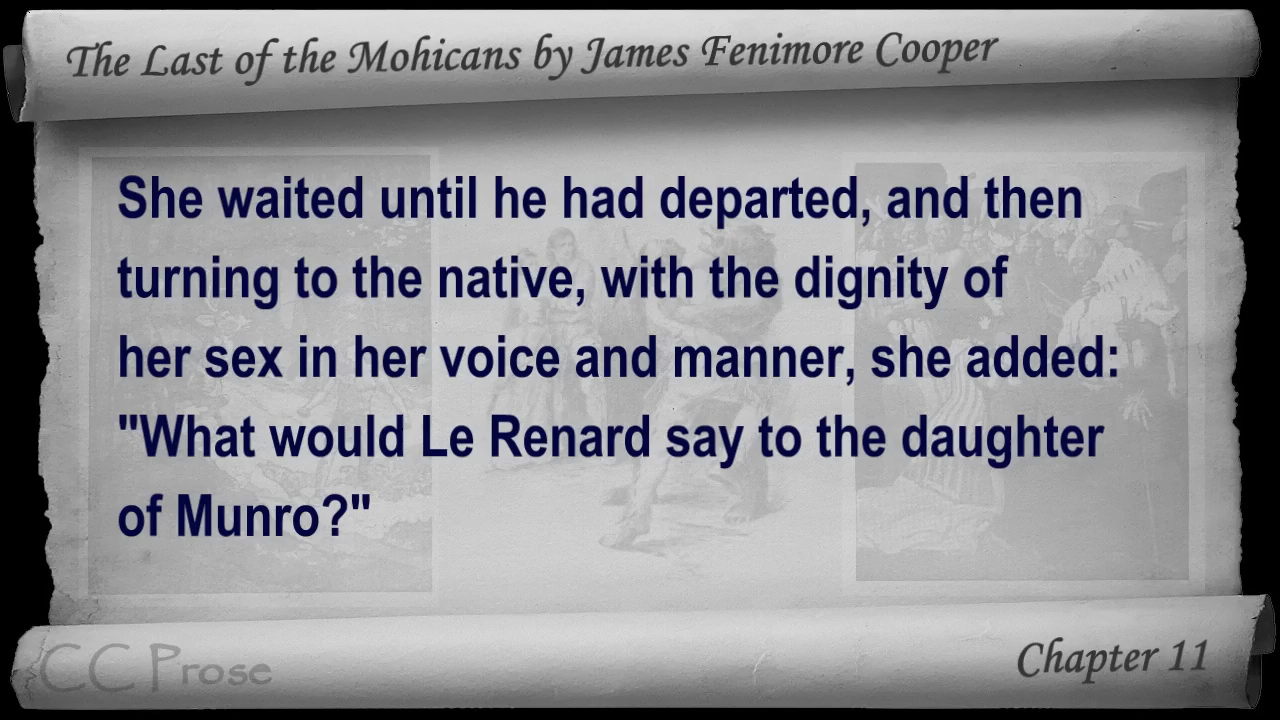 The Last of the Mohicans by James Fenimore Cooper
She waited until he had departed, and then
turning to the native, with the dignity of
her sex in her voice and manner, she added:
"What would Le Renard say to the daughter
of Munro?"
CC Prose
Chapter 11